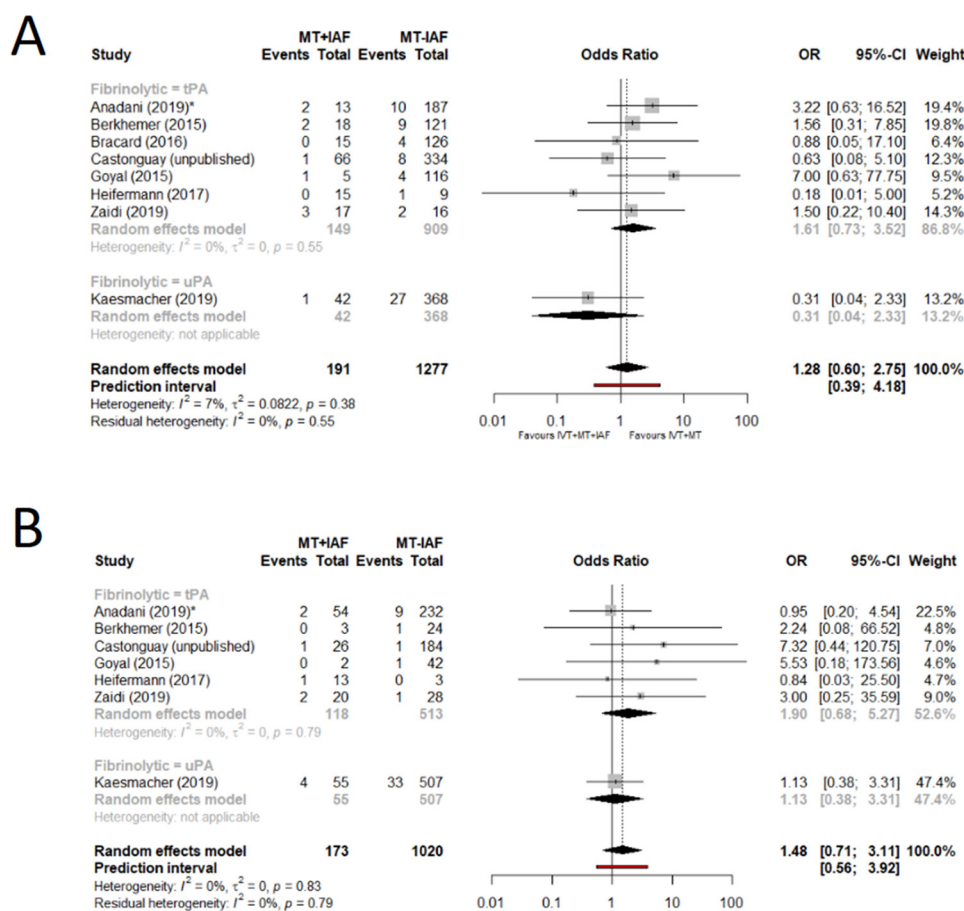 A
MT+IAF MT-IAF
Study Events Total Events Total Odds Ratio OR 95%-CI Weight
Fibrinolytic = tPA
Anadani (2019)* 2 13 10 187 3.22 [0.63; 16.52] 19.4%
Berkhemer (2015) 2 18 9 121 1.56 [0.31; 7.85] 19.8%
Bracard (2016) 0 15 4 126 0.88 [0.05; 17.10] 6.4%
Castonguay (unpublished) 1 66 8 334 0.63 [0.08; 5.10] 12.3%
Goyal (2015) 1 5 4 116 7.00 [0.63; 77.75] 9.5%
Heifermann (2017) 0 15 1 9 0.18 [0.01; 5.00] 5.2%
Zaidi (2019) 3 17 2 16 1.50 [0.22; 10.40] 14.3%
Random effects model 149 909 1.61 [0.73; 3.52] 86.8%
Heterogeneity: I² = 0%, τ² = 0, p = 0.55
Fibrinolytic = uPA
Kaesmacher (2019) 1 42 27 368 0.31 [0.04; 2.33] 13.2%
Random effects model 42 368 0.31 [0.04; 2.33] 13.2%
Heterogeneity: not applicable
Random effects model 191 1277 1.28 [0.60; 2.75] 100.0%
Prediction interval [0.39; 4.18]
Heterogeneity: I² = 7%, τ² = 0.0822, p = 0.38
Residual heterogeneity: I² = 0%, p = 0.55
0.01 0.1 1 10 100
Favours IVT+MT+IAF Favours IVT+MT
B
MT+IAF MT-IAF
Study Events Total Events Total Odds Ratio OR 95%-CI Weight
Fibrinolytic = tPA
Anadani (2019)* 2 54 9 232 0.95 [0.20; 4.54] 22.5%
Berkhemer (2015) 0 3 1 24 2.24 [0.08; 66.52] 4.8%
Castonguay (unpublished) 1 26 1 184 7.32 [0.44; 120.75] 7.0%
Goyal (2015) 0 2 1 42 5.53 [0.18; 173.56] 4.6%
Heifermann (2017) 1 13 0 3 0.84 [0.03; 25.50] 4.7%
Zaidi (2019) 2 20 1 28 3.00 [0.25; 35.59] 9.0%
Random effects model 118 513 1.90 [0.68; 5.27] 52.6%
Heterogeneity: I² = 0%, τ² = 0, p = 0.79
Fibrinolytic = uPA
Kaesmacher (2019) 4 55 33 507 1.13 [0.38; 3.31] 47.4%
Random effects model 55 507 1.13 [0.38; 3.31] 47.4%
Heterogeneity: not applicable
Random effects model 173 1020 1.48 [0.71; 3.11] 100.0%
Prediction interval [0.56; 3.92]
Heterogeneity: I² = 0%, τ² = 0, p = 0.83
Residual heterogeneity: I² = 0%, p = 0.79
0.01 0.1 1 10 100